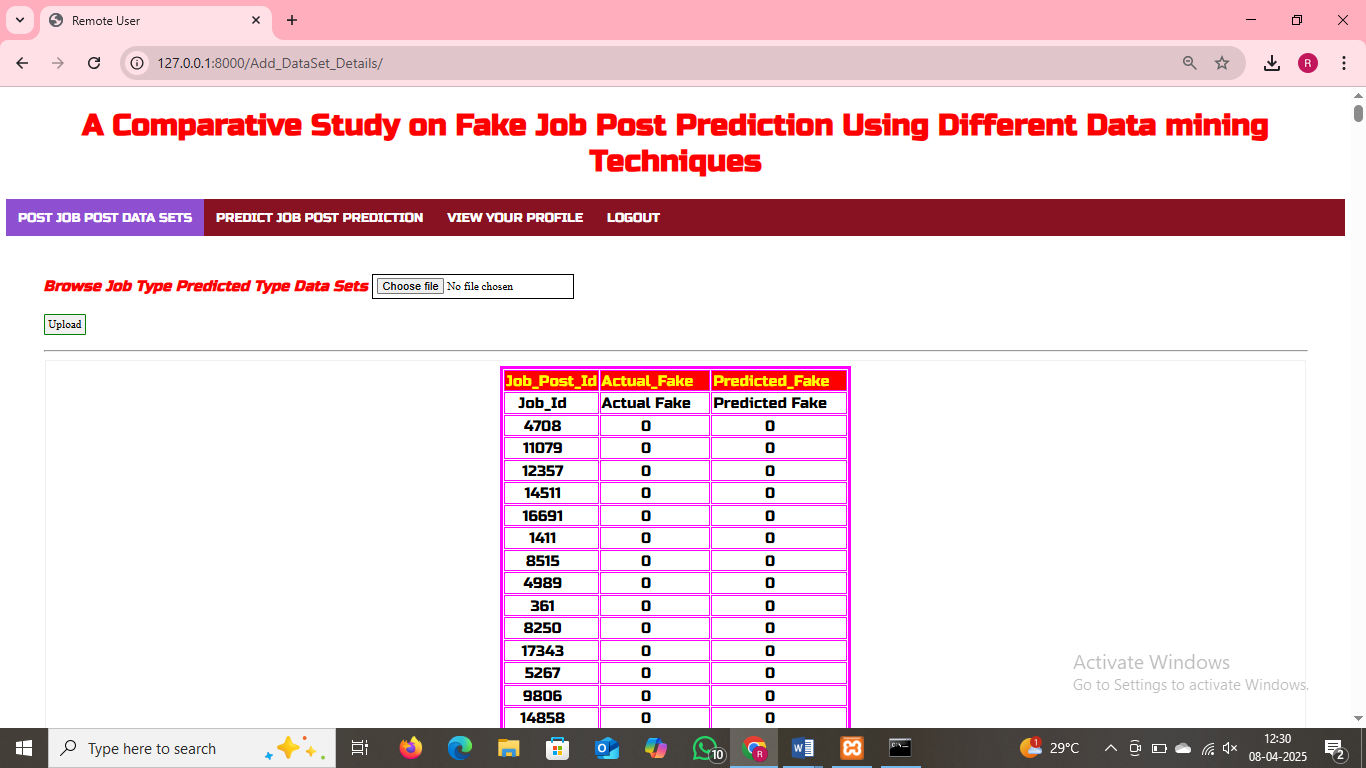 Remote User
127.0.0.1:8000/Add_DataSet_Details/
R
A Comparative Study on Fake Job Post Prediction Using Different Data mining
Techniques
POST JOB POST DATA SETS PREDICT JOB POST PREDICTION VIEW YOUR PROFILE LOGOUT
Browse Job Type Predicted Type Data Sets Choose file No file chosen
Upload
Job_Post_Id Actual_Fake Predicted_Fake
Job_Id Actual Fake Predicted Fake
4708 0 0
11079 0 0
12357 0 0
14511 0 0
16691 0 0
1411 0 0
8515 0 0
4989 0 0
361 0 0
8250 0 0
17343 0 0
5267 0 0
9806 0 0
14858 0 0
Activate Windows
Go to Settings to activate Windows.
Type here to search 10 R 1 29°C 12:30 2
08-04-2025